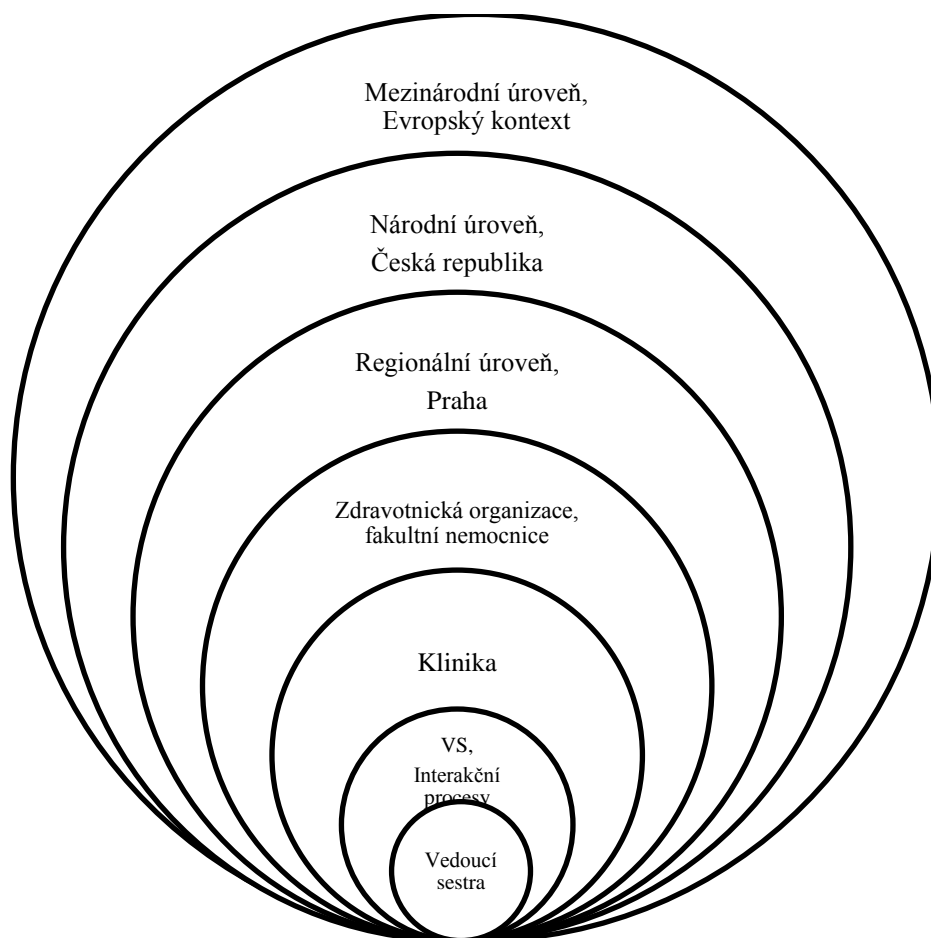 Mezinárodní úroveň,
Evropský kontext
Národní úroveň,
Česká republika
Regionální úroveň,
Praha
Zdravotnická organizace,
fakultní nemocnice
Klinika
VS,
Interakční
procesy
Vedoucí
sestra